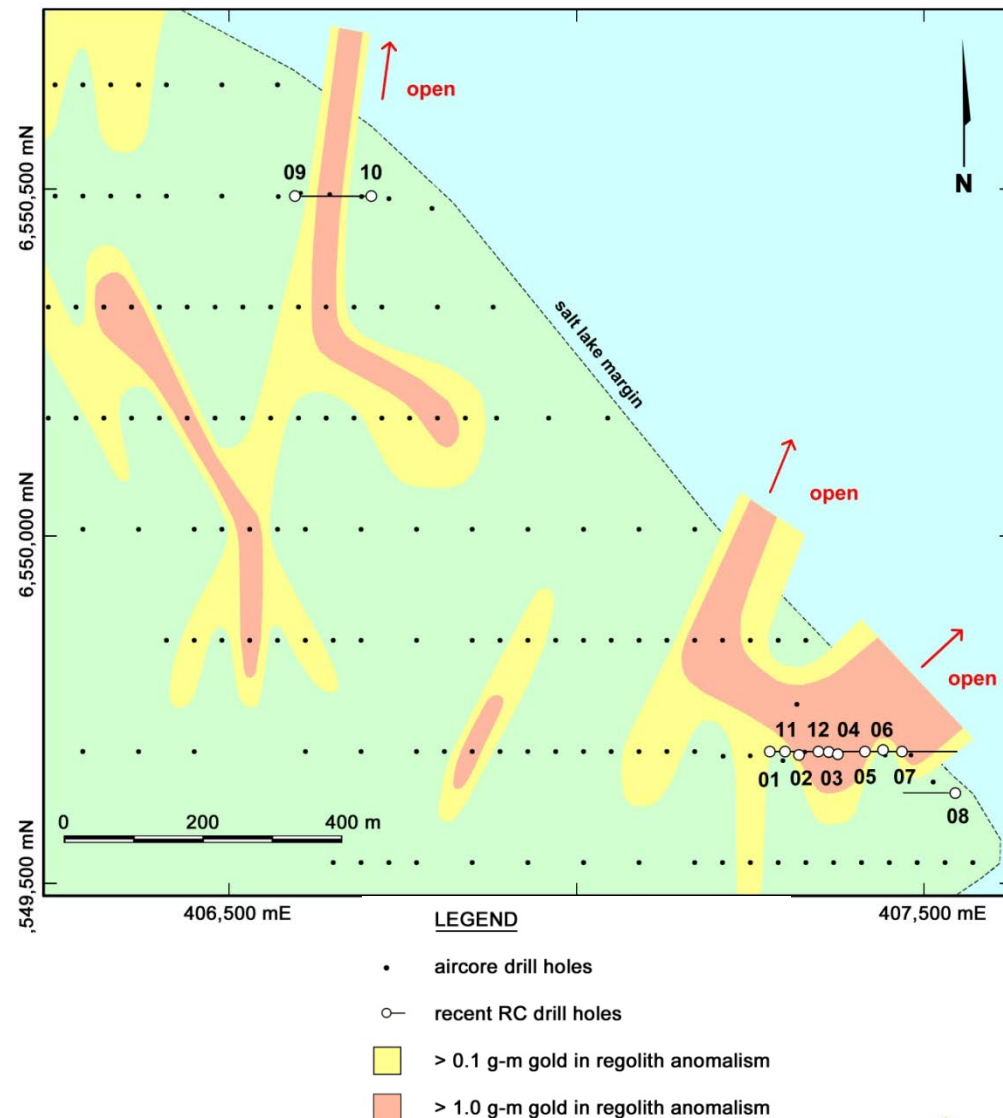 open
09 10
N
6,550,500 mN
salt lake margin
open
6,550,000 mN
open
11 12 04 06
01 02 03 05 07
08
0 200 400 m
,549,500 mN
406,500 mE
407,500 mE
LEGEND
aircore drill holes
recent RC drill holes
> 0.1 g-m gold in regolith anomalism
> 1.0 g-m gold in regolith anomalism